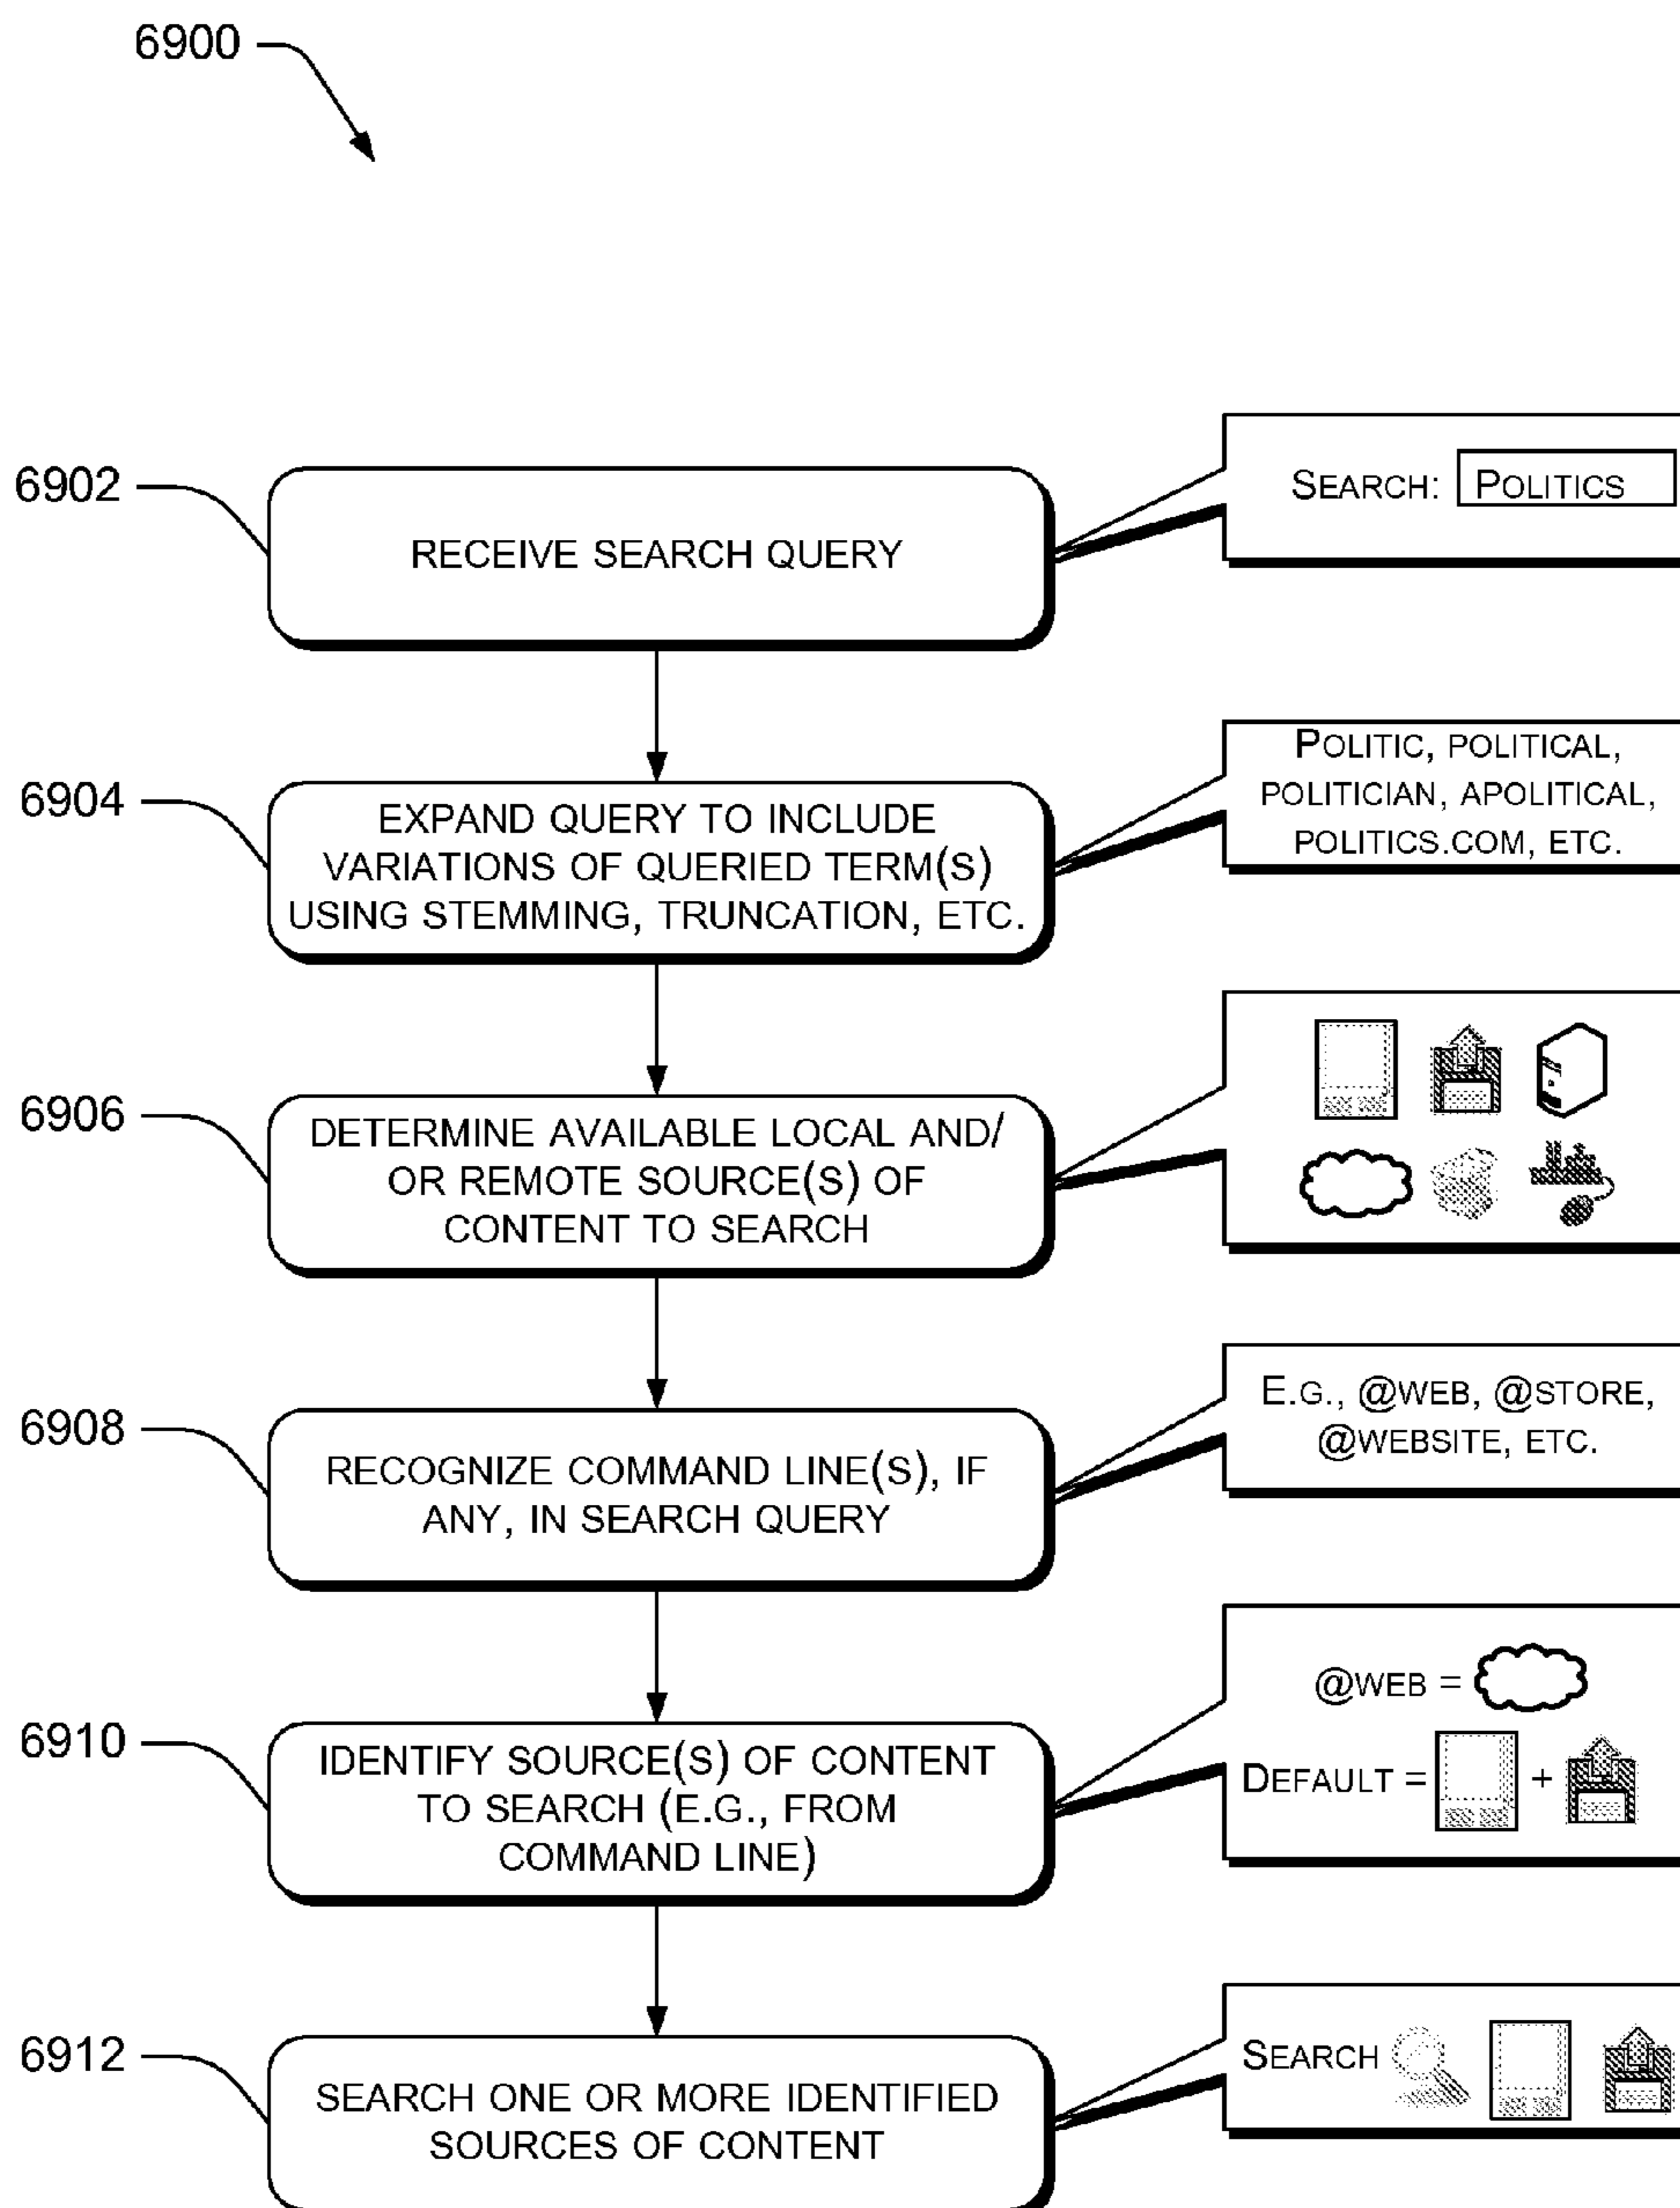 6900
6902
RECEIVE SEARCH QUERY
SEARCH: POLITICS
6904
EXPAND QUERY TO INCLUDE
VARIATIONS OF QUERIED TERM(S)
USING STEMMING, TRUNCATION, ETC.
POLITIC, POLITICAL,
POLITICIAN, APOLITICAL,
POLITICS.COM, ETC.
6906
DETERMINE AVAILABLE LOCAL AND/
OR REMOTE SOURCE(S) OF
CONTENT TO SEARCH
6908
RECOGNIZE COMMAND LINE(S), IF
ANY, IN SEARCH QUERY
E.G., @WEB, @STORE,
@WEBSITE, ETC.
6910
IDENTIFY SOURCE(S) OF CONTENT
TO SEARCH (E.G., FROM
COMMAND LINE)
@WEB =
DEFAULT = +
6912
SEARCH ONE OR MORE IDENTIFIED
SOURCES OF CONTENT
SEARCH